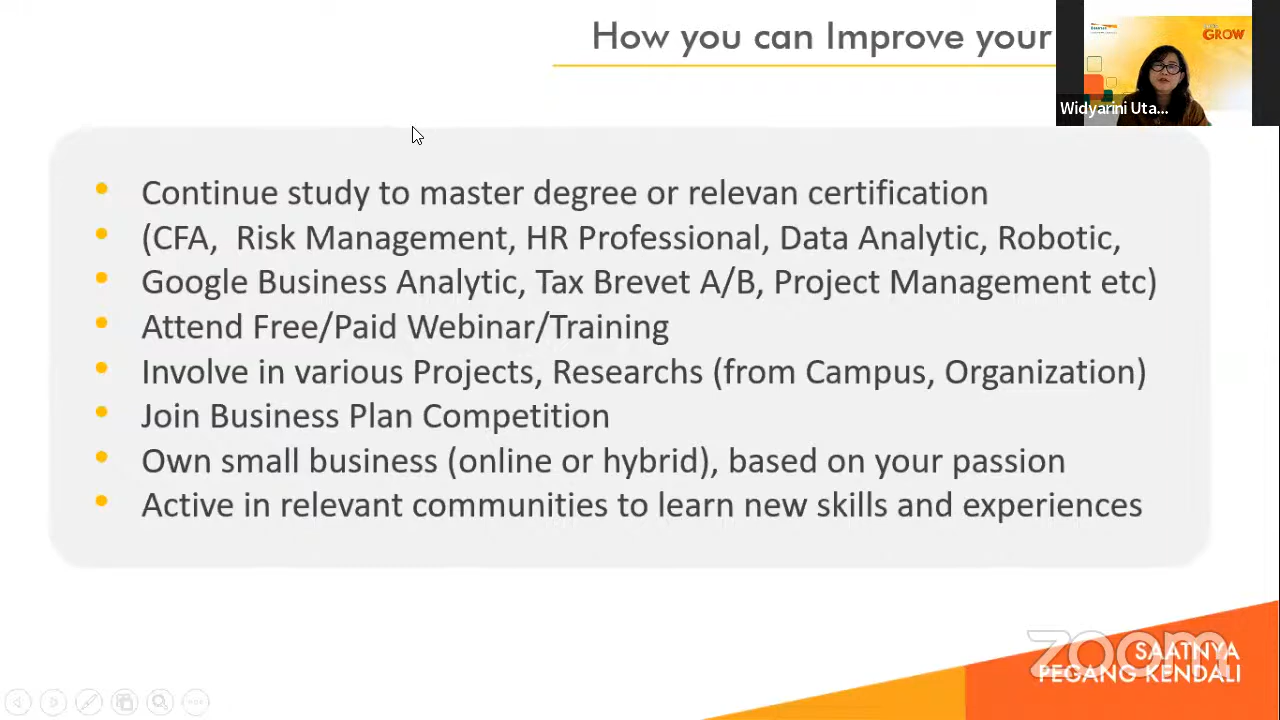 How you can Improve your
GROW
Widyarini Uta...
• Continue study to master degree or relevan certification
• (CFA, Risk Management, HR Professional, Data Analytic, Robotic,
• Google Business Analytic, Tax Brevet A/B, Project Management etc)
• Attend Free/Paid Webinar/Training
• Involve in various Projects, Researchs (from Campus, Organization)
• Join Business Plan Competition
• Own small business (online or hybrid), based on your passion
• Active in relevant communities to learn new skills and experiences
zoom
SAATNYA
PEGANG KENDALI